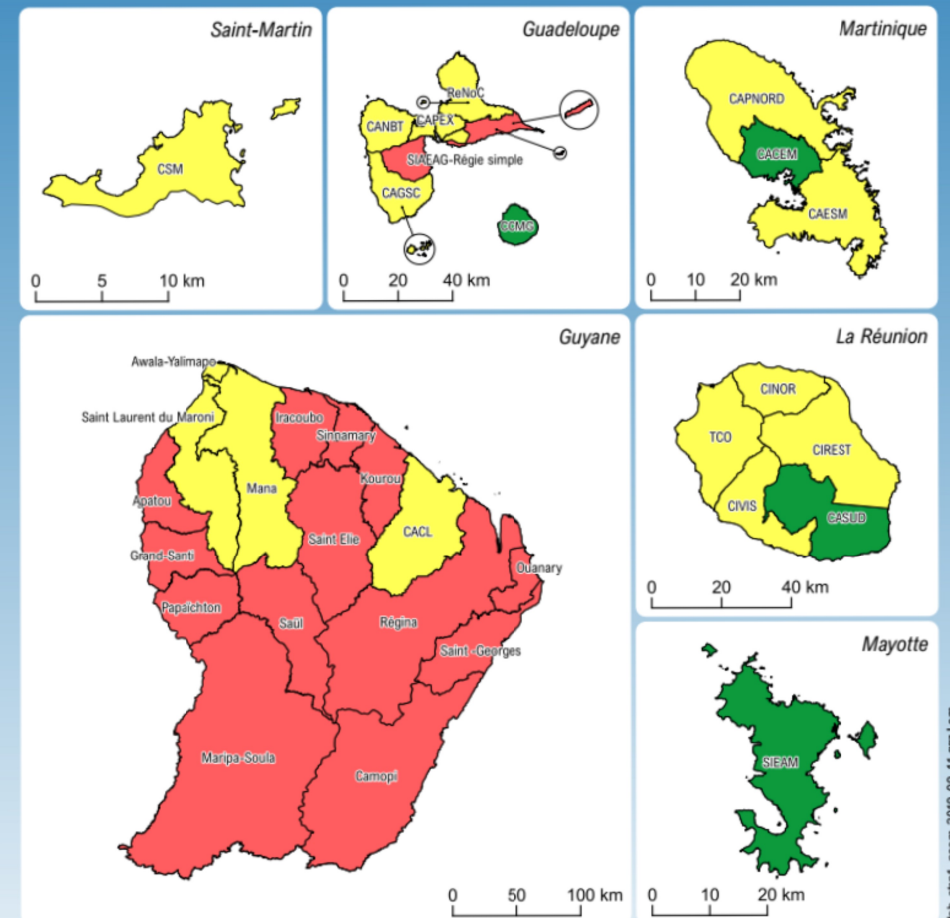 Saint-Martin
CSM
0 5 10 km
Guadeloupe
ReNoC
CANBT
CAPEX
SIAEAG-Régie simple
CAGSC
CCMG
0 20 40 km
Martinique
CAPNORD
CACEM
CAESM
0 10 20 km
Guyane
Awala-Yalimapo
Saint Laurent du Maroni
Iracoubo
Sinnamary
Kourou
Mana
Apatou
CACL
Saint Elie
Grand-Santi
Ouanary
Papaïchton
Saül
Régina
Saint -Georges
Maripa-Soula
Camopi
0 50 100 km
La Réunion
CINOR
TCO
CIREST
CIVIS
CASUD
0 20 40 km
Mayotte
SIEAM
0 10 20 km